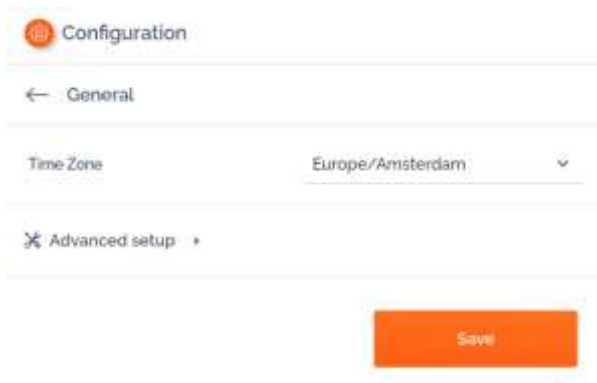 Configuration
General
Time Zone Europe/Amsterdam
Advanced setup
Save